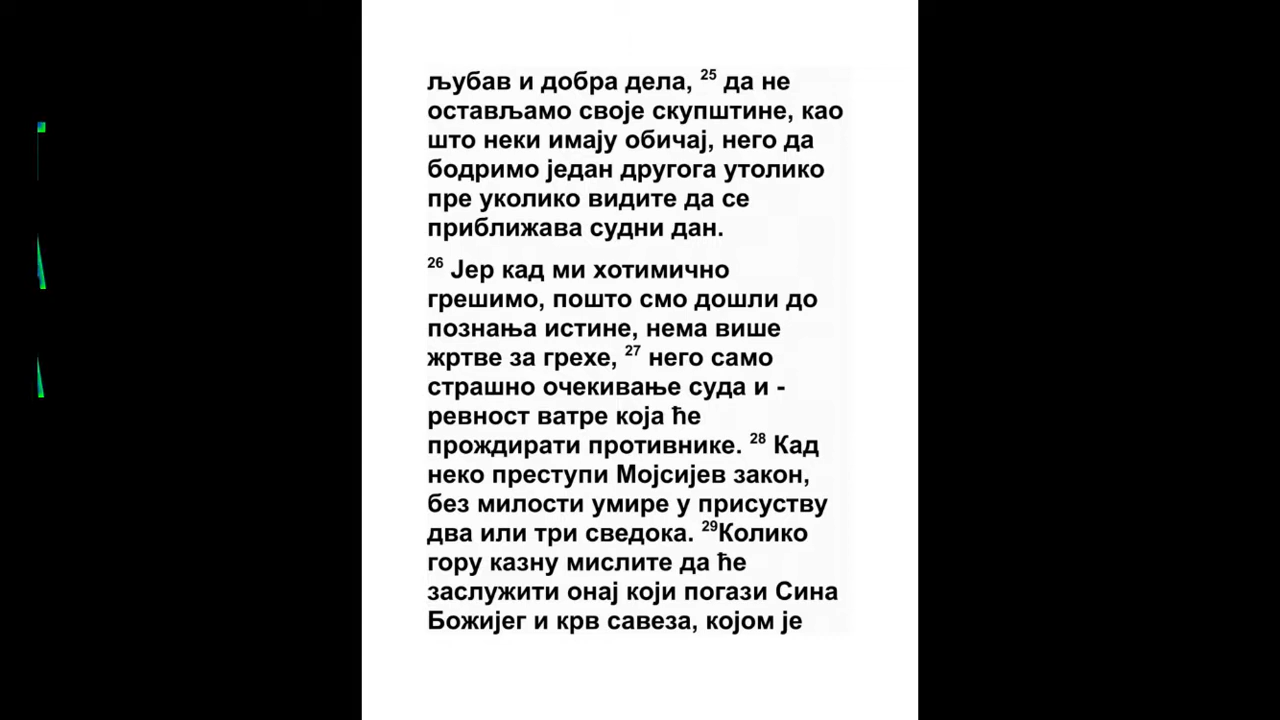 љубав и добра дела, 25 да не
остављамо своје скупштине, као
што неки имају обичај, него да
бодримо један другога утолико
пре уколико видите да се
приближава судни дан.
26 Јер кад ми хотимично
грешимо, пошто смо дошли до
познања истине, нема више
жртве за грехе, 27 него само
страшно очекивање суда и -
ревност ватре која ће
прождирати противнике. 28 Кад
неко преступи Мојсијев закон,
без милости умире у присуству
два или три сведока. 29Колико
гору казну мислите да ће
заслужити онај који погази Сина
Божијег и крв савеза, којом је